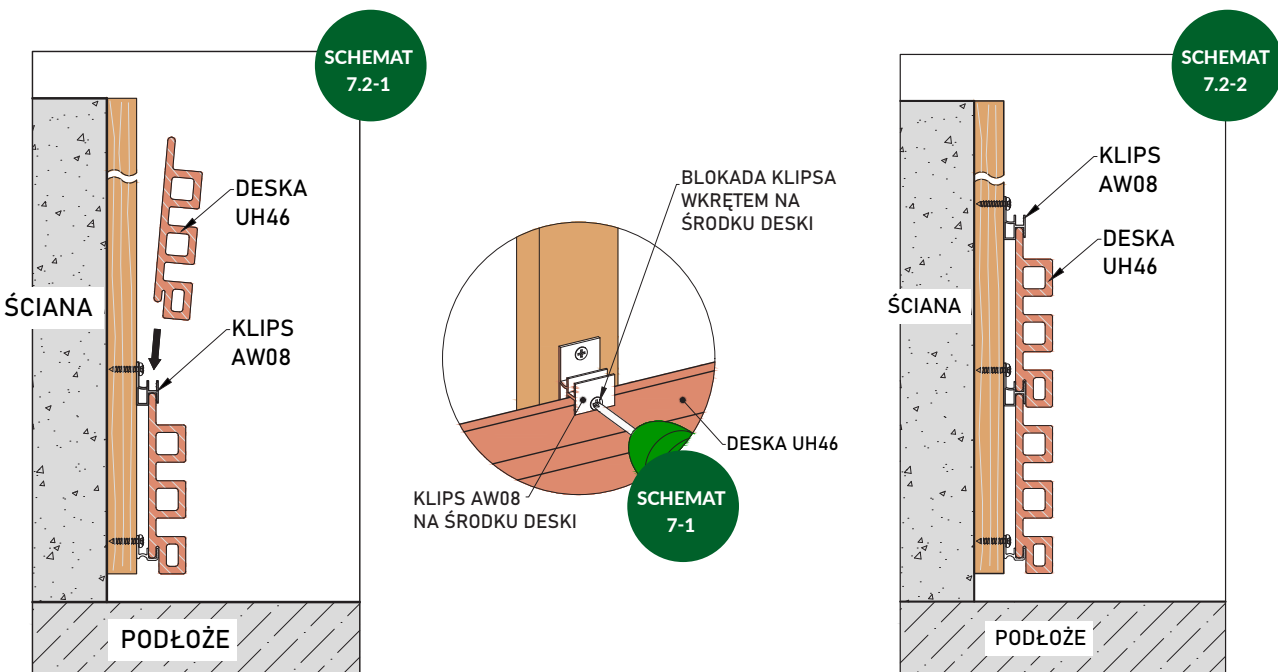 SCHEMAT
7.2-1
DESKA
UH46
ŚCIANA
KLIPS
AW08
PODŁOŻE
BLOKADA KLIPSA
WKRĘTEM NA
ŚRODKU DESKI
DESKA UH46
KLIPS AW08
NA ŚRODKU DESKI
SCHEMAT
7-1
SCHEMAT
7.2-2
KLIPS
AW08
DESKA
UH46
ŚCIANA
PODŁOŻE